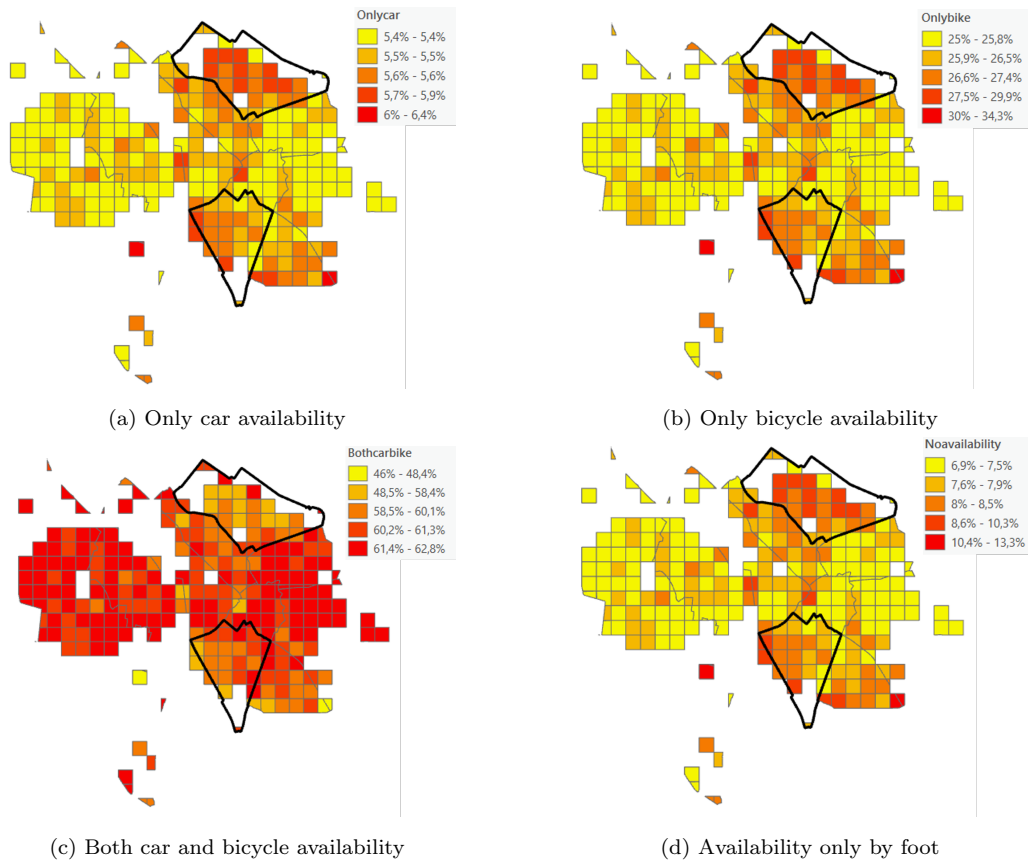 Onlycar
5,4% - 5,4%
5,5% - 5,5%
5,6% - 5,6%
5,7% - 5,9%
6% - 6,4%
Onlybike
25% - 25,8%
25,9% - 26,5%
26,6% - 27,4%
27,5% - 29,9%
30% - 34,3%
(a) Only car availability
(b) Only bicycle availability
Bothcarbike
46% - 48,4%
48,5% - 58,4%
58,5% - 60,1%
60,2% - 61,3%
61,4% - 62,8%
Noavailability
6,9% - 7,5%
7,6% - 7,9%
8% - 8,5%
8,6% - 10,3%
10,4% - 13,3%
(c) Both car and bicycle availability
(d) Availability only by foot